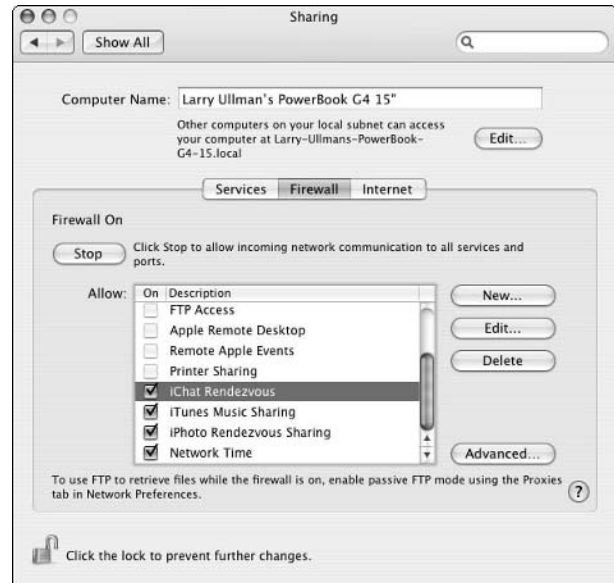 Sharing
Show All
Computer Name: Larry Ullman's PowerBook G4 15"
Other computers on your local subnet can access
your computer at Larry-Ullmans-PowerBook-
G4-15.local
Edit...
Services Firewall Internet
Firewall On
Stop
Click Stop to allow incoming network communication to all services and
ports.
Allow: On Description
FTP Access
Apple Remote Desktop
Remote Apple Events
Printer Sharing
iChat Rendezvous
iTunes Music Sharing
iPhoto Rendezvous Sharing
Network Time
New...
Edit...
Delete
Advanced...
To use FTP to retrieve files while the firewall is on, enable passive FTP mode using the Proxies
tab in Network Preferences.
?
Click the lock to prevent further changes.